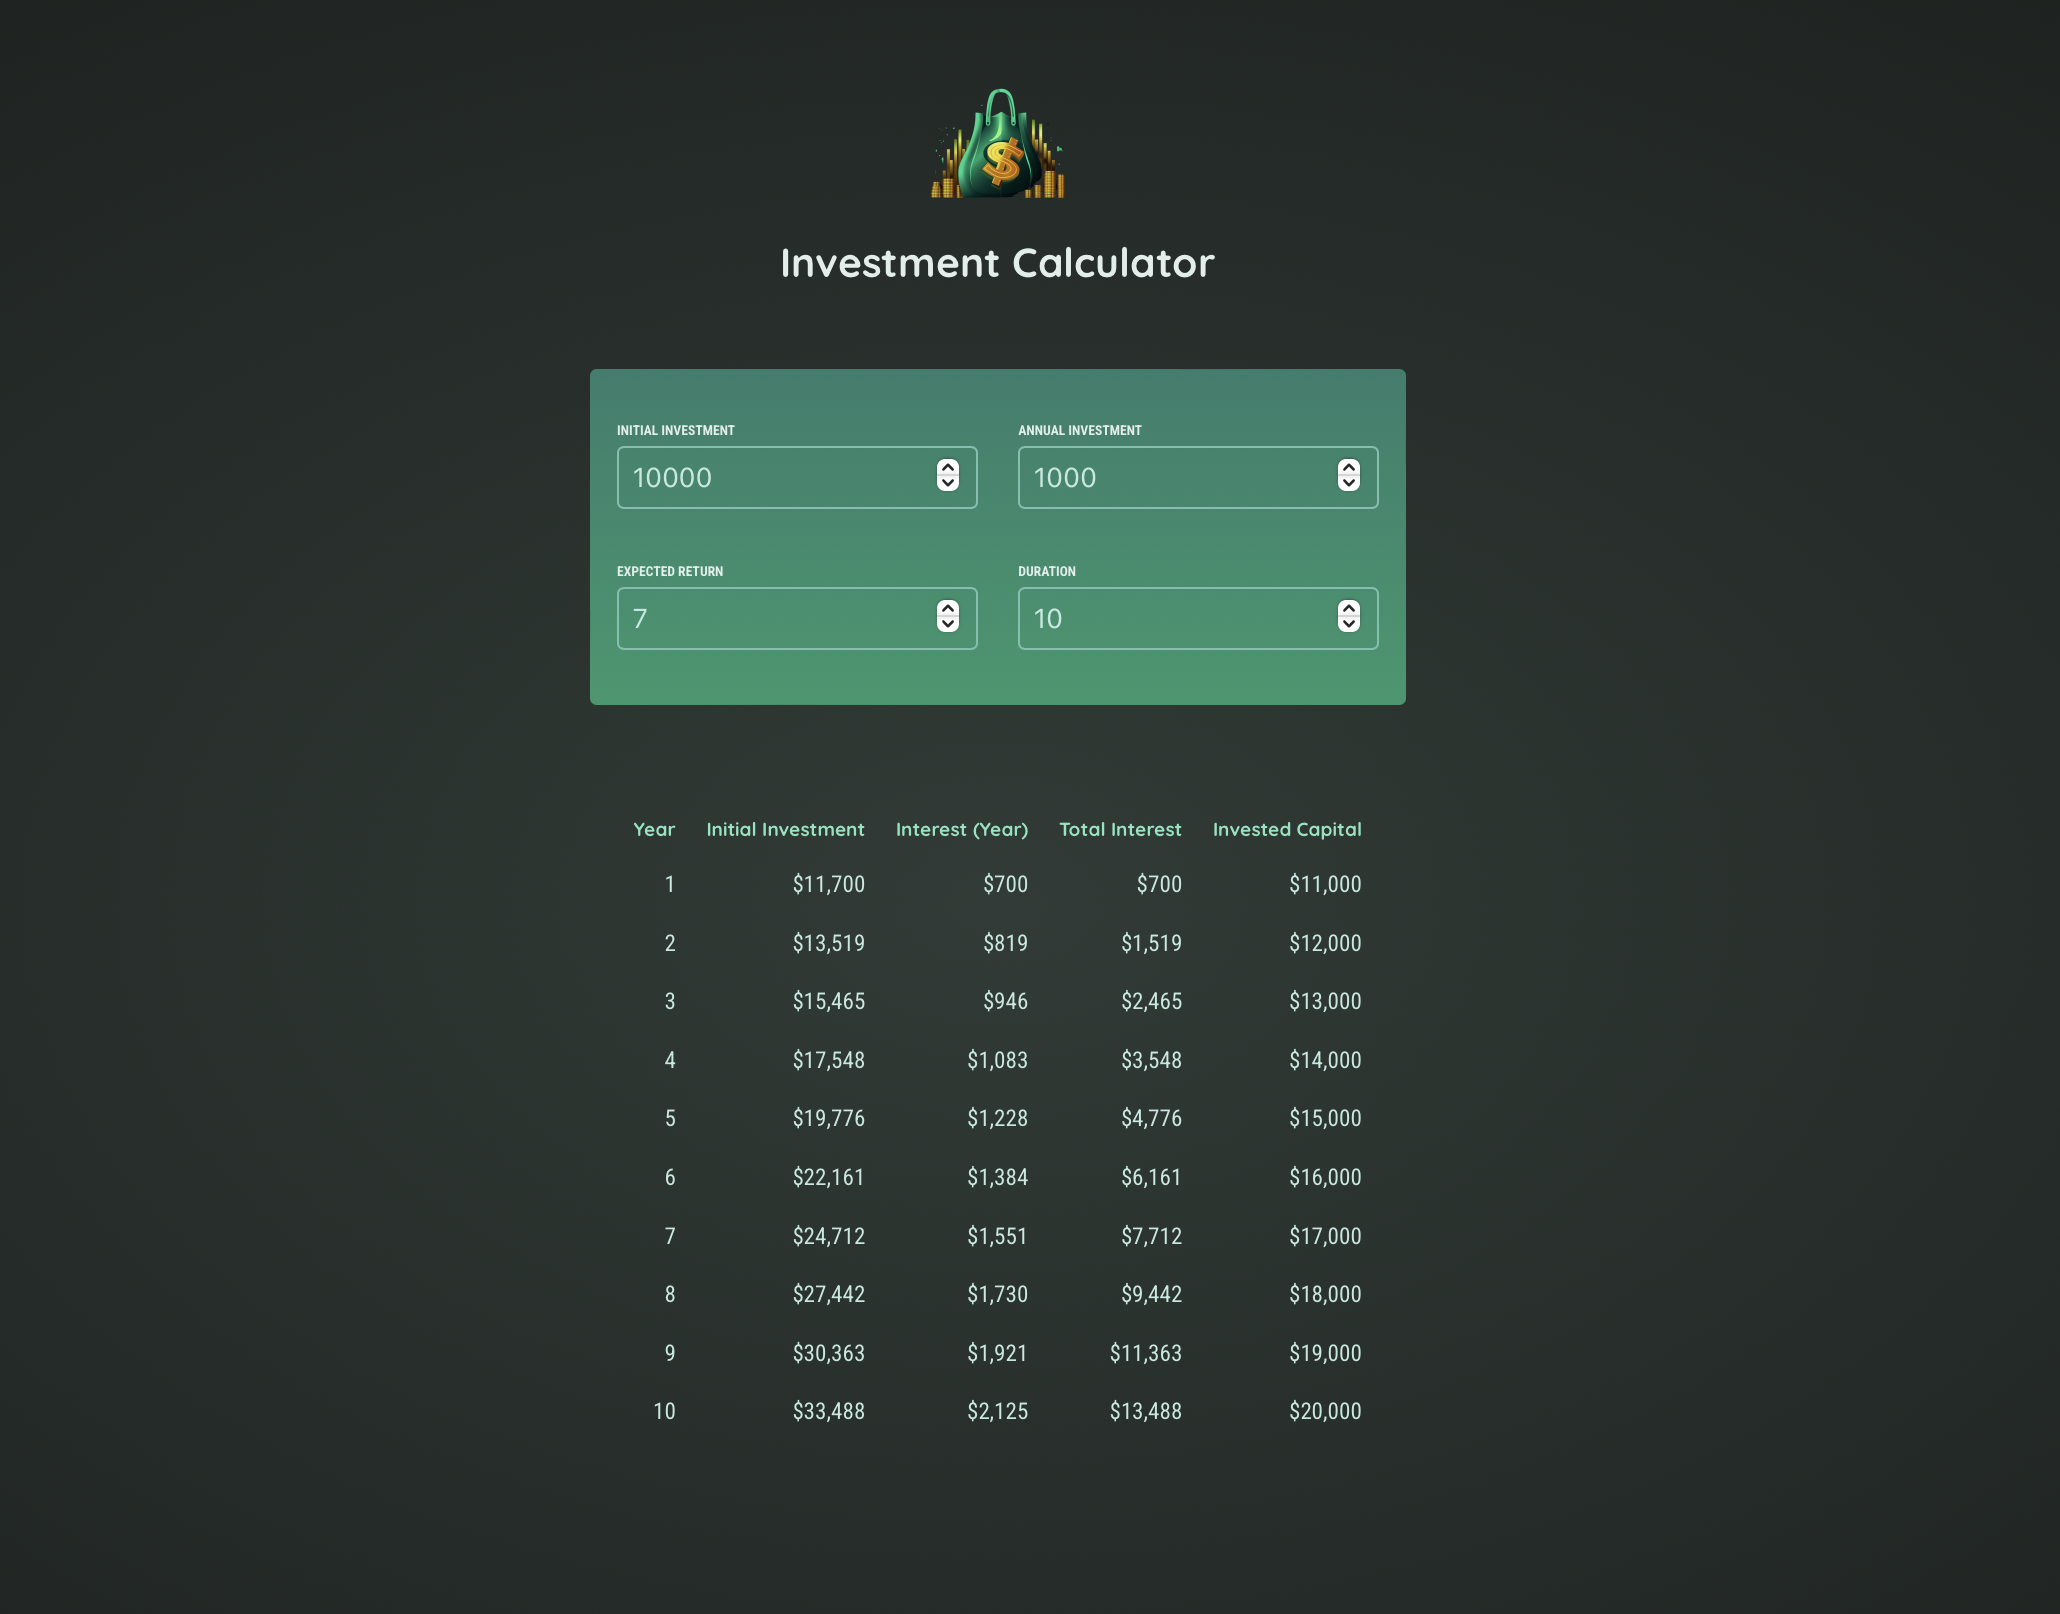 $
Investment Calculator
INITIAL INVESTMENT ANNUAL INVESTMENT
10000 1000
EXPECTED RETURN DURATION
7 10
Year Initial Investment Interest (Year) Total Interest Invested Capital
1 $11,700 $700 $700 $11,000
2 $13,519 $819 $1,519 $12,000
3 $15,465 $946 $2,465 $13,000
4 $17,548 $1,083 $3,548 $14,000
5 $19,776 $1,228 $4,776 $15,000
6 $22,161 $1,384 $6,161 $16,000
7 $24,712 $1,551 $7,712 $17,000
8 $27,442 $1,730 $9,442 $18,000
9 $30,363 $1,921 $11,363 $19,000
10 $33,488 $2,125 $13,488 $20,000